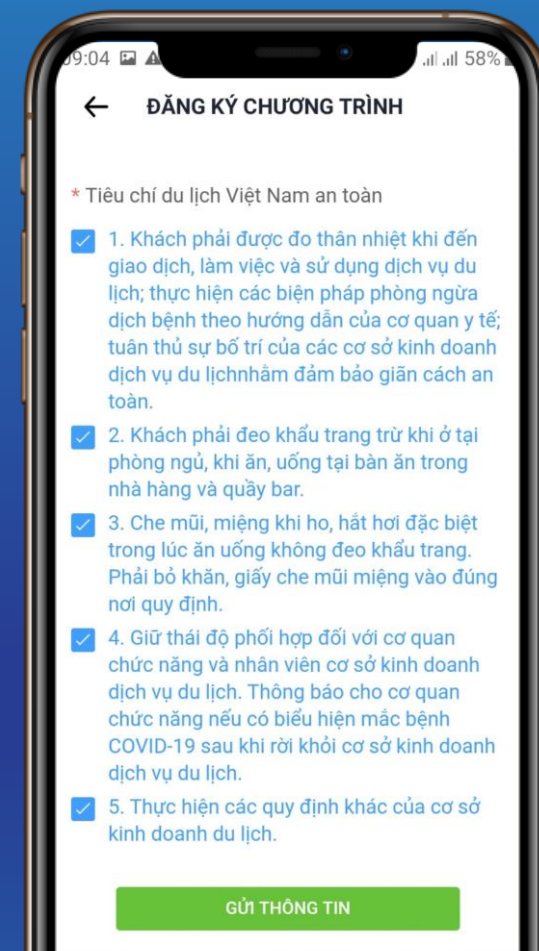 09:04 58%
ĐĂNG KÝ CHƯƠNG TRÌNH
* Tiêu chí du lịch Việt Nam an toàn
1. Khách phải được đo thân nhiệt khi đến
giao dịch, làm việc và sử dụng dịch vụ du
lịch; thực hiện các biện pháp phòng ngừa
dịch bệnh theo hướng dẫn của cơ quan y tế;
tuân thủ sự bố trí của các cơ sở kinh doanh
dịch vụ du lịchnhằm đảm bảo giãn cách an
toàn.
2. Khách phải đeo khẩu trang trừ khi ở tại
phòng ngủ, khi ăn, uống tại bàn ăn trong
nhà hàng và quầy bar.
3. Che mũi, miệng khi ho, hắt hơi đặc biệt
trong lúc ăn uống không đeo khẩu trang.
Phải bỏ khăn, giấy che mũi miệng vào đúng
nơi quy định.
4. Giữ thái độ phối hợp đối với cơ quan
chức năng và nhân viên cơ sở kinh doanh
dịch vụ du lịch. Thông báo cho cơ quan
chức năng nếu có biểu hiện mắc bệnh
COVID-19 sau khi rời khỏi cơ sở kinh doanh
dịch vụ du lịch.
5. Thực hiện các quy định khác của cơ sở
kinh doanh du lịch.
GỬI THÔNG TIN